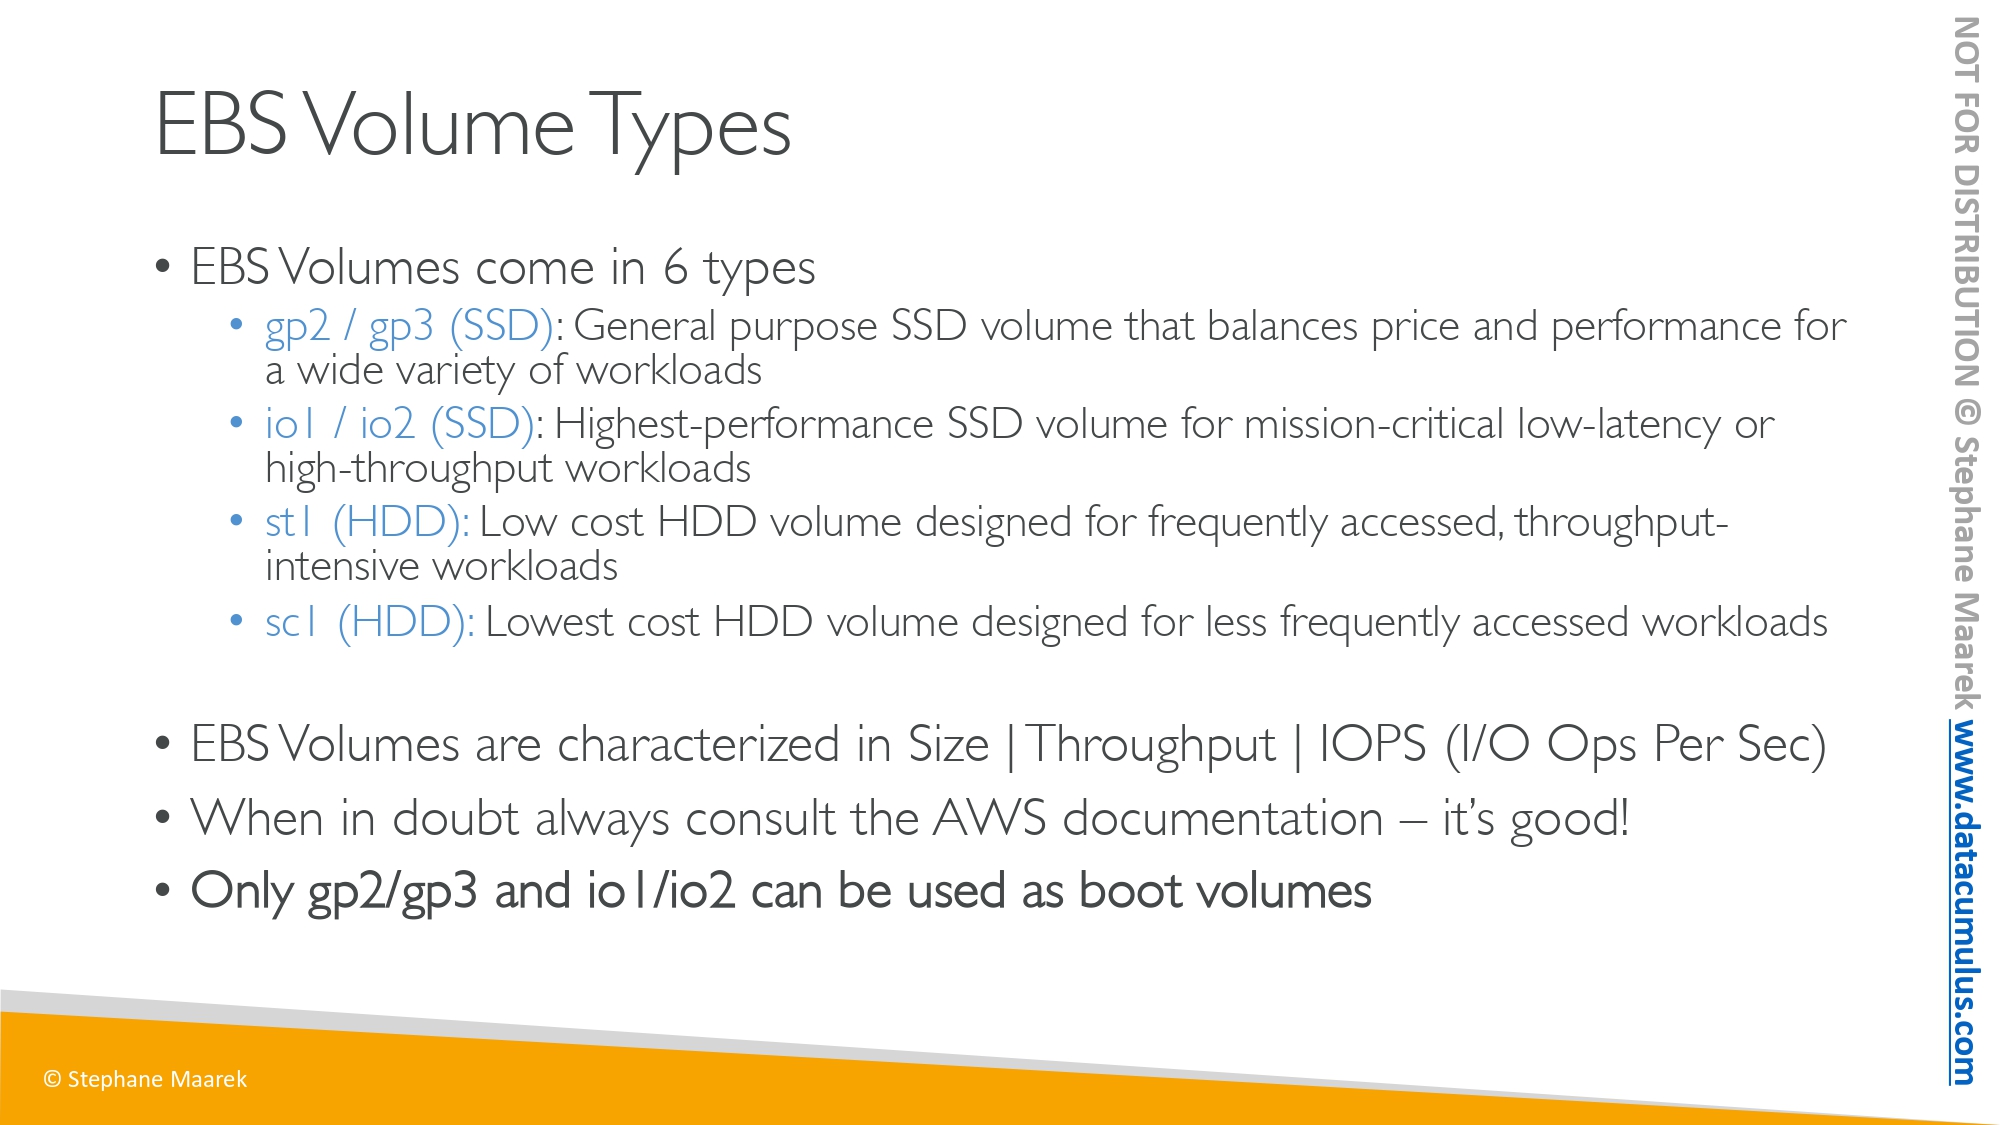 EBS Volume Types
• EBS Volumes come in 6 types
• gp2 / gp3 (SSD): General purpose SSD volume that balances price and performance for
a wide variety of workloads
• io1 / io2 (SSD): Highest-performance SSD volume for mission-critical low-latency or
high-throughput workloads
• st1 (HDD): Low cost HDD volume designed for frequently accessed, throughput-
intensive workloads
• sc1 (HDD): Lowest cost HDD volume designed for less frequently accessed workloads
• EBS Volumes are characterized in Size | Throughput | IOPS (I/O Ops Per Sec)
• When in doubt always consult the AWS documentation – it’s good!
• Only gp2/gp3 and io1/io2 can be used as boot volumes
© Stephane Maarek
NOT FOR DISTRIBUTION © Stephane Maarek www.datacumulus.com